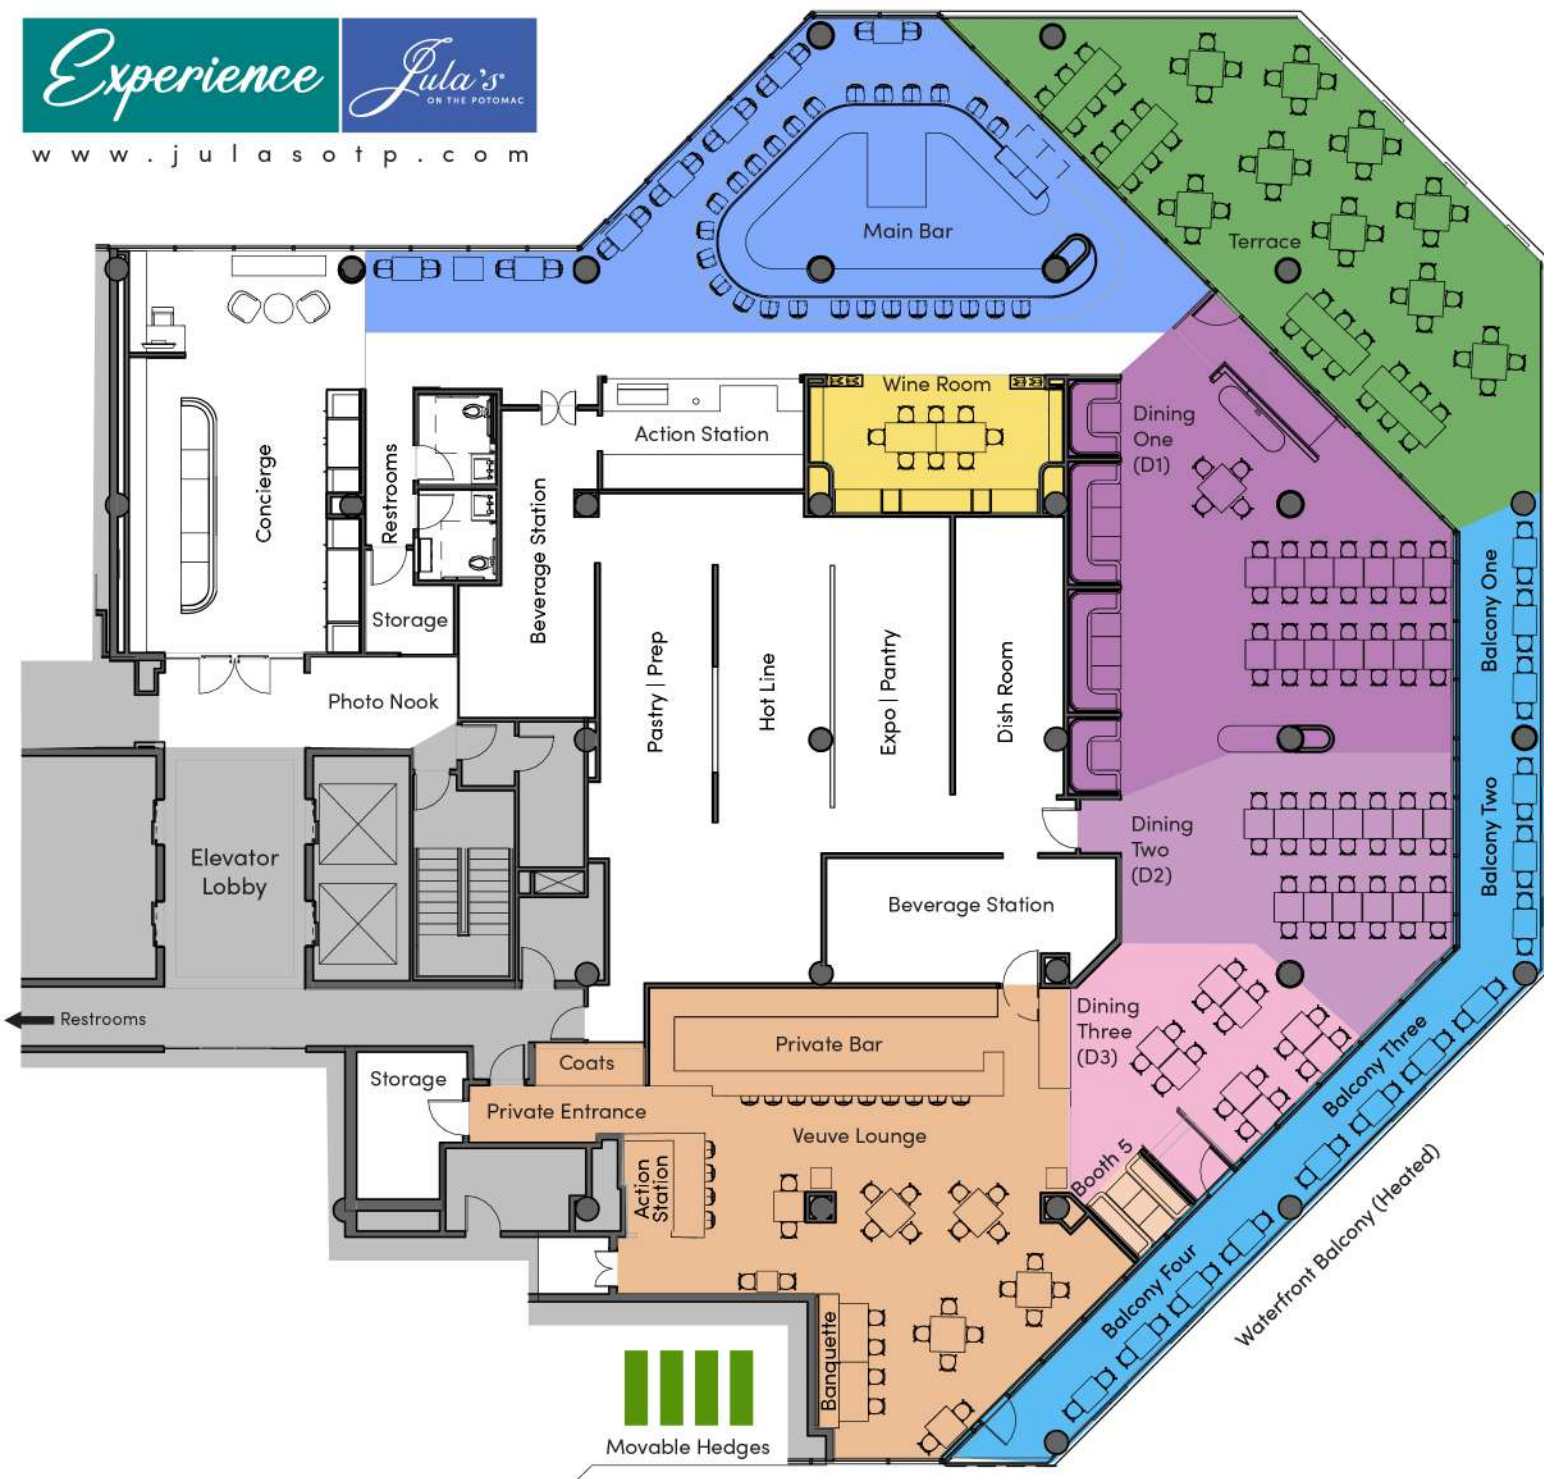 Experience
Jula's
ON THE POTOMAC
www.julasotp.com
Main Bar
Terrace
Wine Room
Action Station
Dining
One
(D1)
Concierge
Restrooms
Beverage Station
Storage
Photo Nook
Pastry | Prep
Hot Line
Expo | Pantry
Dish Room
Balcony One
Balcony Two
Dining
Two
(D2)
Elevator
Lobby
Beverage Station
Restrooms
Coats
Private Bar
Dining
Three
(D3)
Balcony Three
Storage
Private Entrance
Veuve Lounge
Action
Station
Booth 5
Waterfront Balcony (Heated)
Balcony Four
Banquette
Movable Hedges